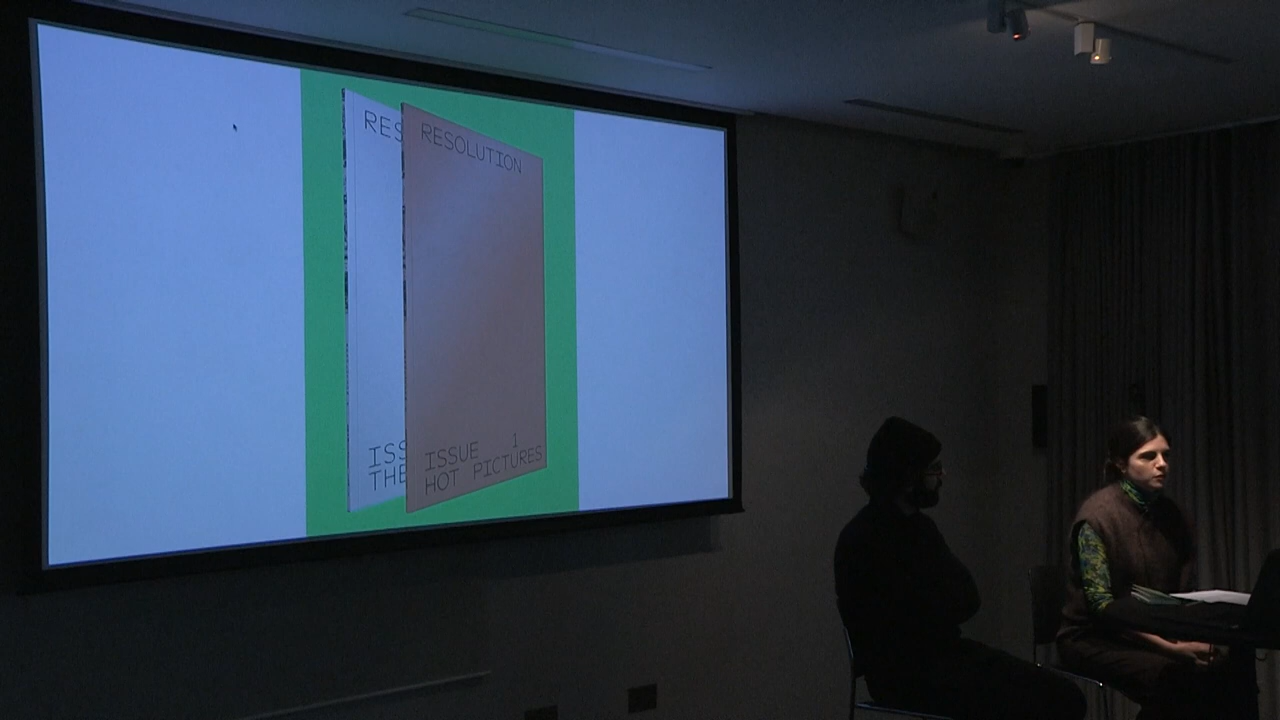 RES
RESOLUTION
ISS
THE
ISSUE 1
HOT PICTURES